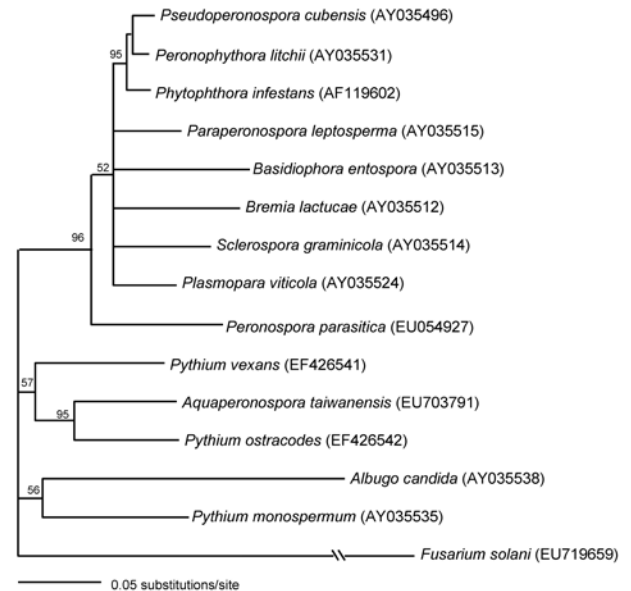 Pseudoperonospora cubensis (AY035496)
95
Peronophythora litchii (AY035531)
Phytophthora infestans (AF119602)
Paraperonospora leptosperma (AY035515)
52
Basidiophora entospora (AY035513)
Bremia lactucae (AY035512)
96
Sclerospora graminicola (AY035514)
Plasmopara viticola (AY035524)
Peronospora parasitica (EU054927)
Pythium vexans (EF426541)
57
Aquaperonospora taiwanensis (EU703791)
95
Pythium ostracodes (EF426542)
Albugo candida (AY035538)
56
Pythium monospermum (AY035535)
Fusarium solani (EU719659)
0.05 substitutions/site